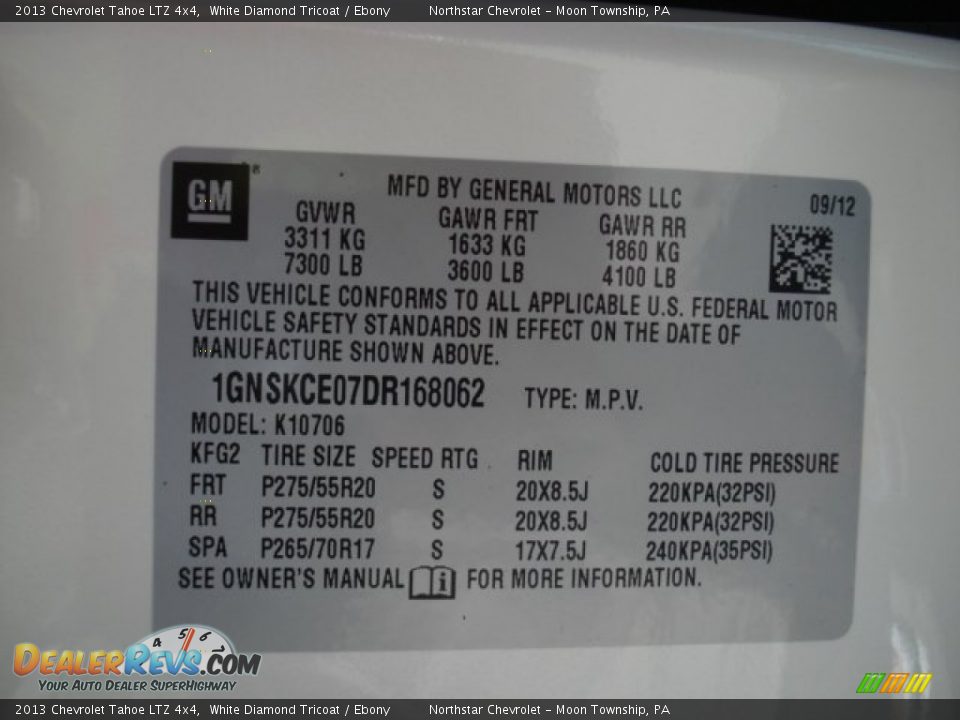 2013 Chevrolet Tahoe LTZ 4x4, White Diamond Tricoat / Ebony Northstar Chevrolet - Moon Township, PA
GM®
MFD BY GENERAL MOTORS LLC 09/12
GVWR GAWR FRT GAWR RR
3311 KG 1633 KG 1860 KG
7300 LB 3600 LB 4100 LB
THIS VEHICLE CONFORMS TO ALL APPLICABLE U.S. FEDERAL MOTOR
VEHICLE SAFETY STANDARDS IN EFFECT ON THE DATE OF
MANUFACTURE SHOWN ABOVE.
1GNSKCE07DR168062 TYPE: M.P.V.
MODEL: K10706
KFG2 TIRE SIZE SPEED RTG RIM COLD TIRE PRESSURE
FRT P275/55R20 S 20X8.5J 220KPA(32PSI)
RR P275/55R20 S 20X8.5J 220KPA(32PSI)
SPA P265/70R17 S 17X7.5J 240KPA(35PSI)
SEE OWNER'S MANUAL i FOR MORE INFORMATION.
4 5 6 7
DEALERREVS.COM
YOUR AUTO DEALER SUPERHIGHWAY
2013 Chevrolet Tahoe LTZ 4x4, White Diamond Tricoat / Ebony Northstar Chevrolet - Moon Township, PA